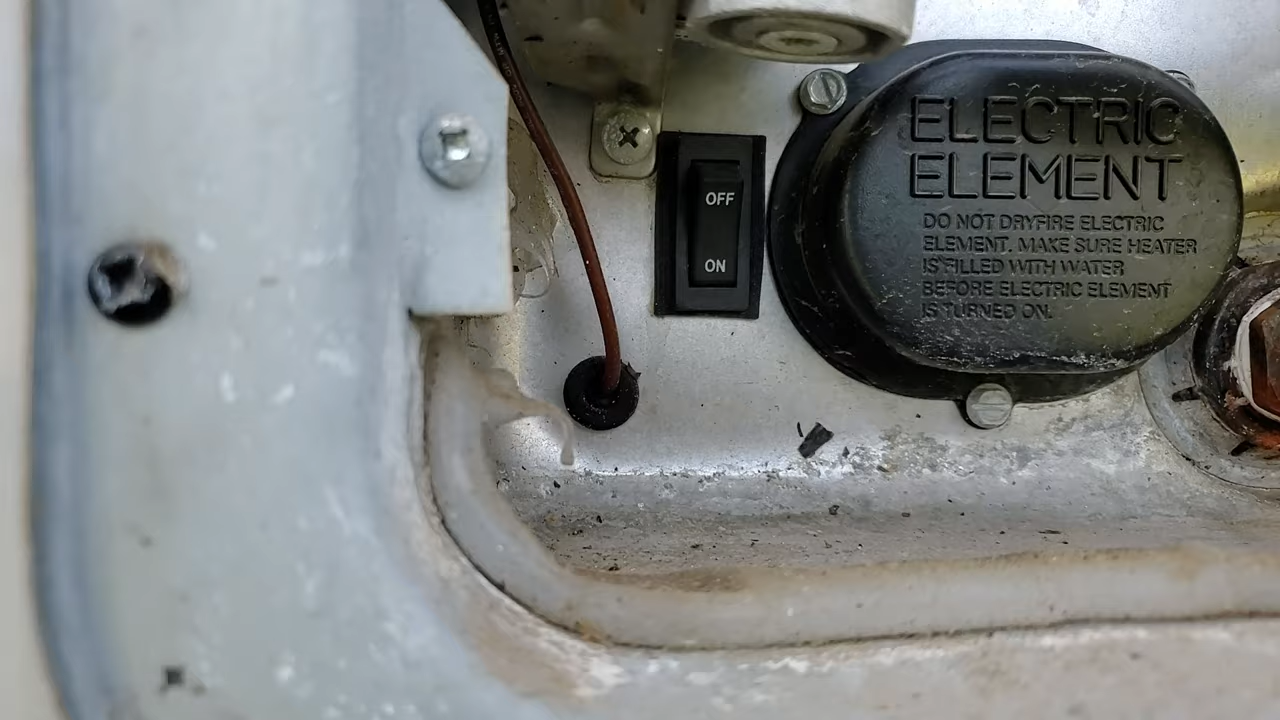 OFF
ON
ELECTRIC
ELEMENT
DO NOT DRYFIRE ELECTRIC
ELEMENT. MAKE SURE HEATER
IS FILLED WITH WATER
BEFORE ELECTRIC ELEMENT
IS TURNED ON.